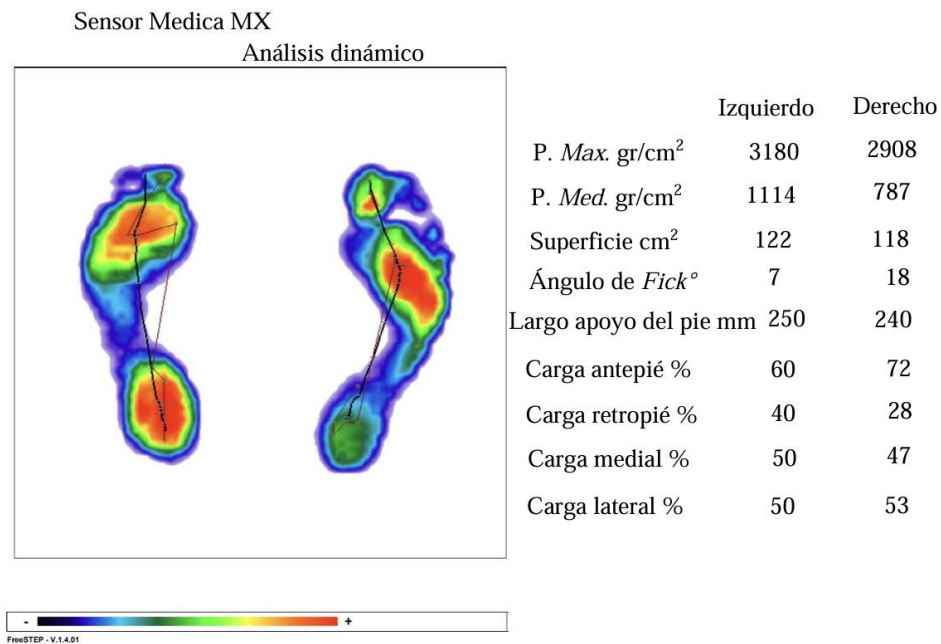 Sensor Medica MX
Análisis dinámico
Izquierdo Derecho
P. Max. gr/cm² 3180 2908
P. Med. gr/cm² 1114 787
Superficie cm² 122 118
Ángulo de Fick° 7 18
Largo apoyo del pie mm 250 240
Carga antepié % 60 72
Carga retropié % 40 28
Carga medial % 50 47
Carga lateral % 50 53
- +
FreeSTEP - V.1.4.01